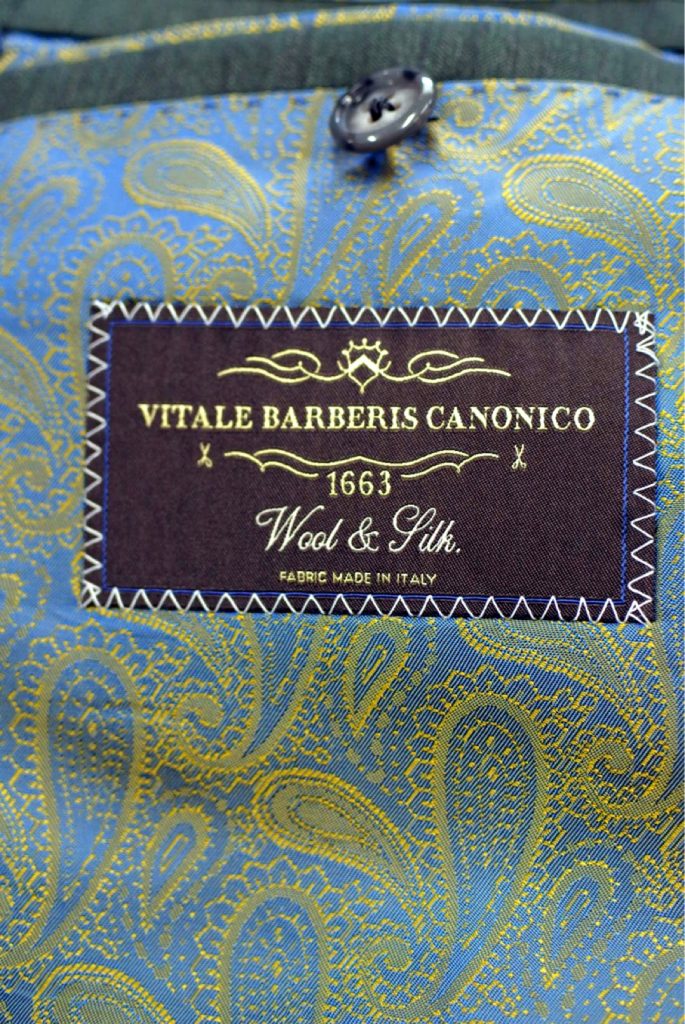 VITALE BARBERIS CANONICO
1663
Wool & Silk.
FABRIC MADE IN ITALY